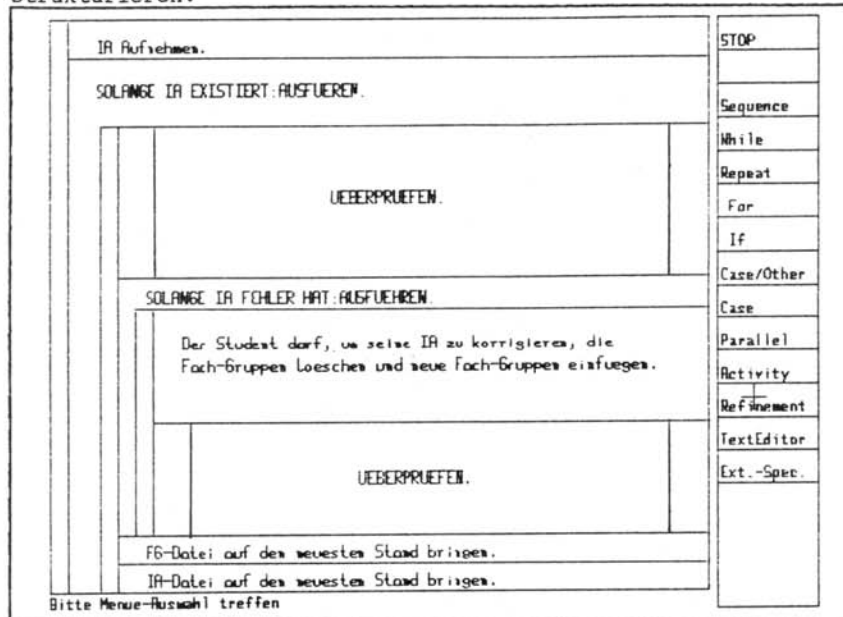 Strukturieren.
IA Aufnehmen.
SOLANGE IA EXISTIERT:AUSFUEREN.
UEBERPRUEFEN.
SOLANGE IA FEHLER HAT:AUSFUEHREN.
Der Student darf, um seine IA zu korrigieren, die
Fach-Gruppen Loeschen und neue Fach-Gruppen einfuegen.
UEBERPRUEFEN.
FG-Datei auf den neuesten Stand bringen.
IA-Datei auf den neuesten Stand bringen.
Bitte Menue-Auswahl treffen
STOP
Sequence
While
Repeat
For
If
Case/Other
Case
Parallel
Activity
Refinement
TextEditor
Ext.-Spec.